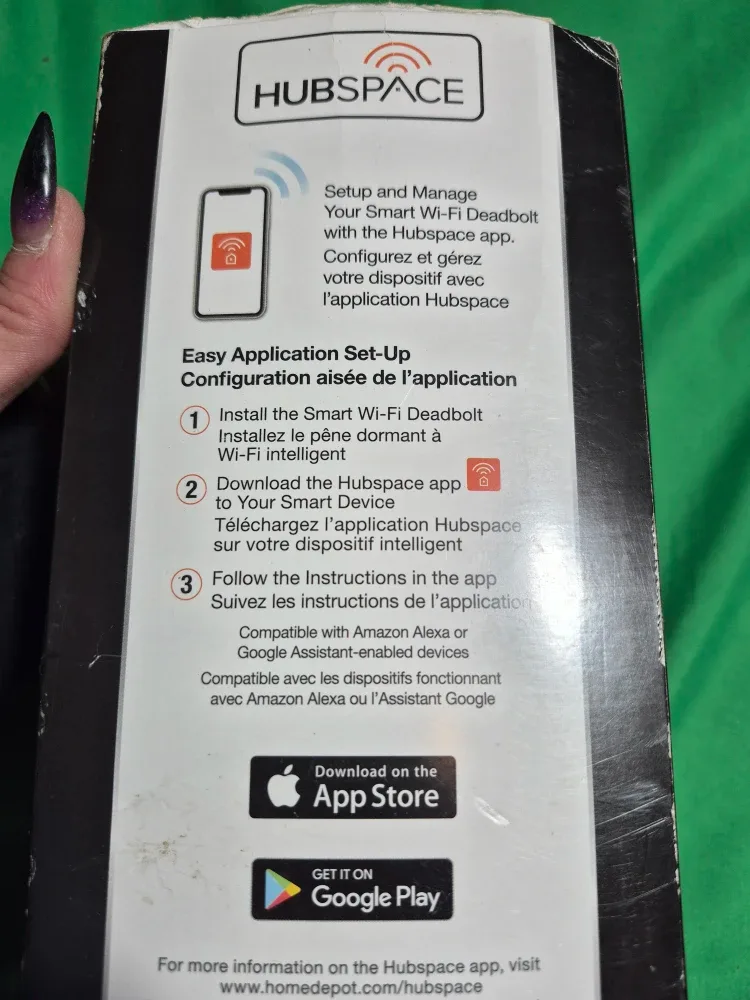 HUBSPACE
Setup and Manage
Your Smart Wi-Fi Deadbolt
with the Hubspace app.
Configurez et gérez
votre dispositif avec
l'application Hubspace
Easy Application Set-Up
Configuration aisée de l'application
1 Install the Smart Wi-Fi Deadbolt
Installez le pêne dormant à
Wi-Fi intelligent
2 Download the Hubspace app
to Your Smart Device
Téléchargez l'application Hubspace
sur votre dispositif intelligent
3 Follow the Instructions in the app
Suivez les instructions de l'application
Compatible with Amazon Alexa or
Google Assistant-enabled devices
Compatible avec les dispositifs fonctionnant
avec Amazon Alexa ou l'Assistant Google
Download on the
App Store
GET IT ON
Google Play
For more information on the Hubspace app, visit
www.homedepot.com/hubspace